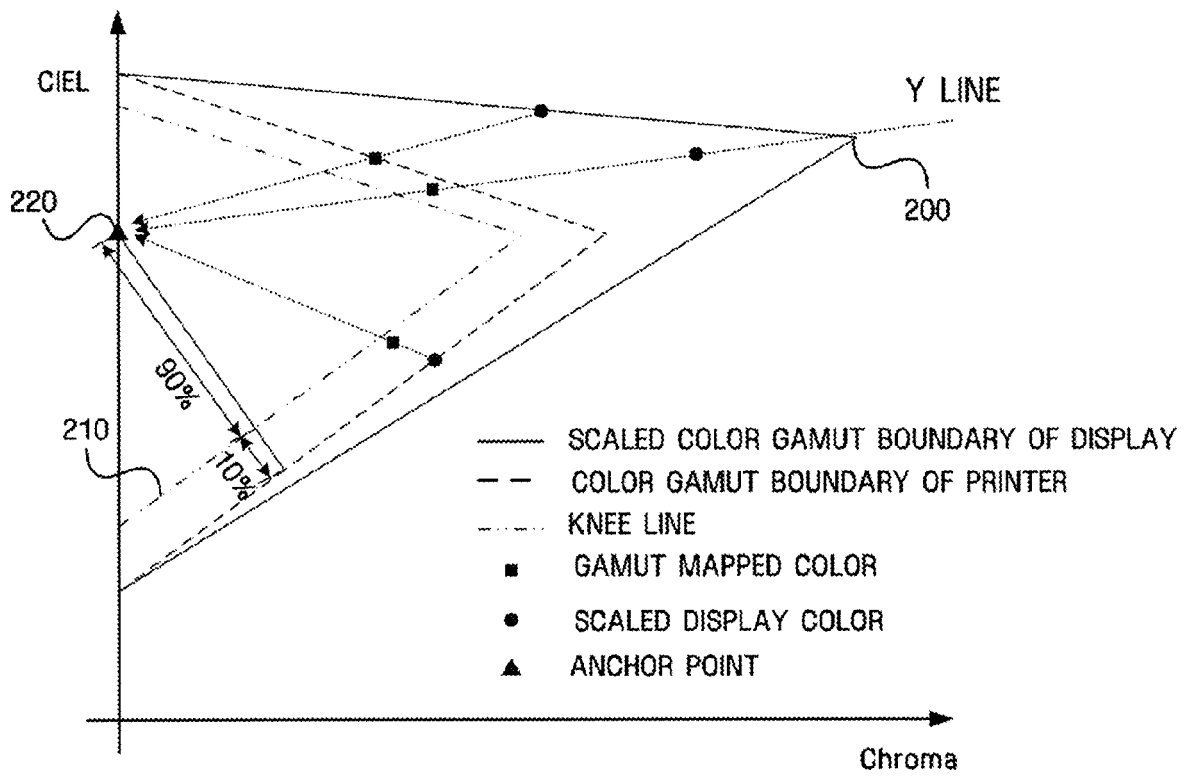 CIEL
Y LINE
220
200
90%
10%
210
SCALED COLOR GAMUT BOUNDARY OF DISPLAY
COLOR GAMUT BOUNDARY OF PRINTER
KNEE LINE
GAMUT MAPPED COLOR
SCALED DISPLAY COLOR
ANCHOR POINT
Chroma